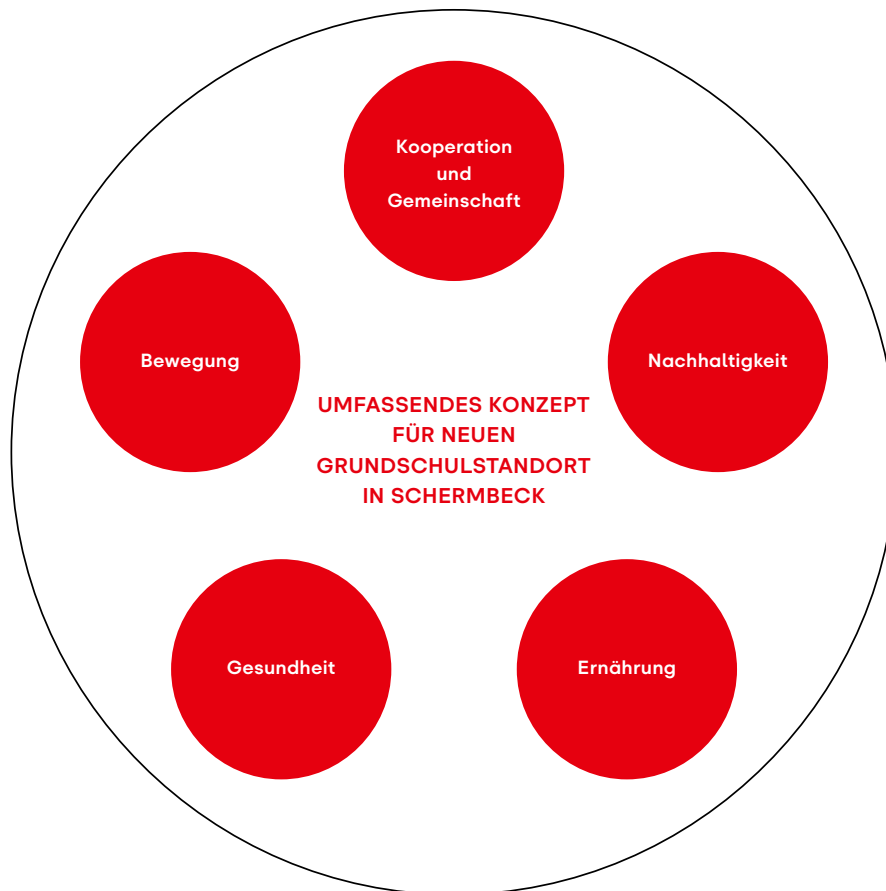 Kooperation
und
Gemeinschaft
Bewegung
Nachhaltigkeit
UMFASSENDES KONZEPT
FÜR NEUEN
GRUNDSCHULSTANDORT
IN SCHERMBECK
Gesundheit
Ernährung